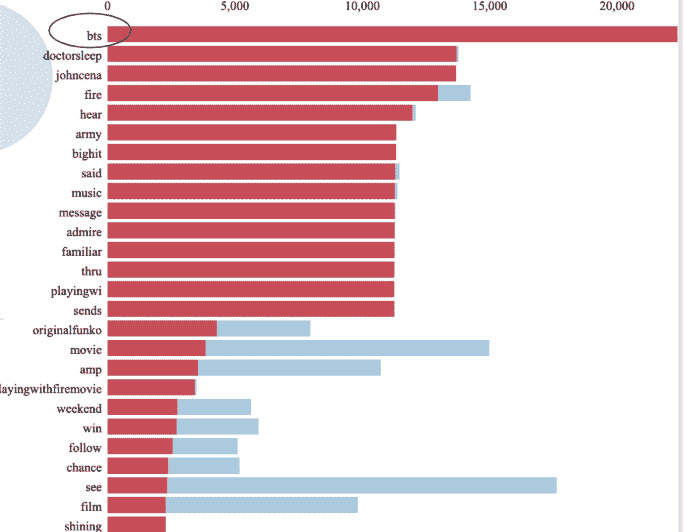 0 5,000 10,000 15,000 20,000
bts
doctorsleep
johncena
fire
hear
army
bighit
said
music
message
admire
familiar
thru
playingwi
sends
originalfunko
movie
amp
layingwithfiremovie
weekend
win
follow
chance
see
film
shining